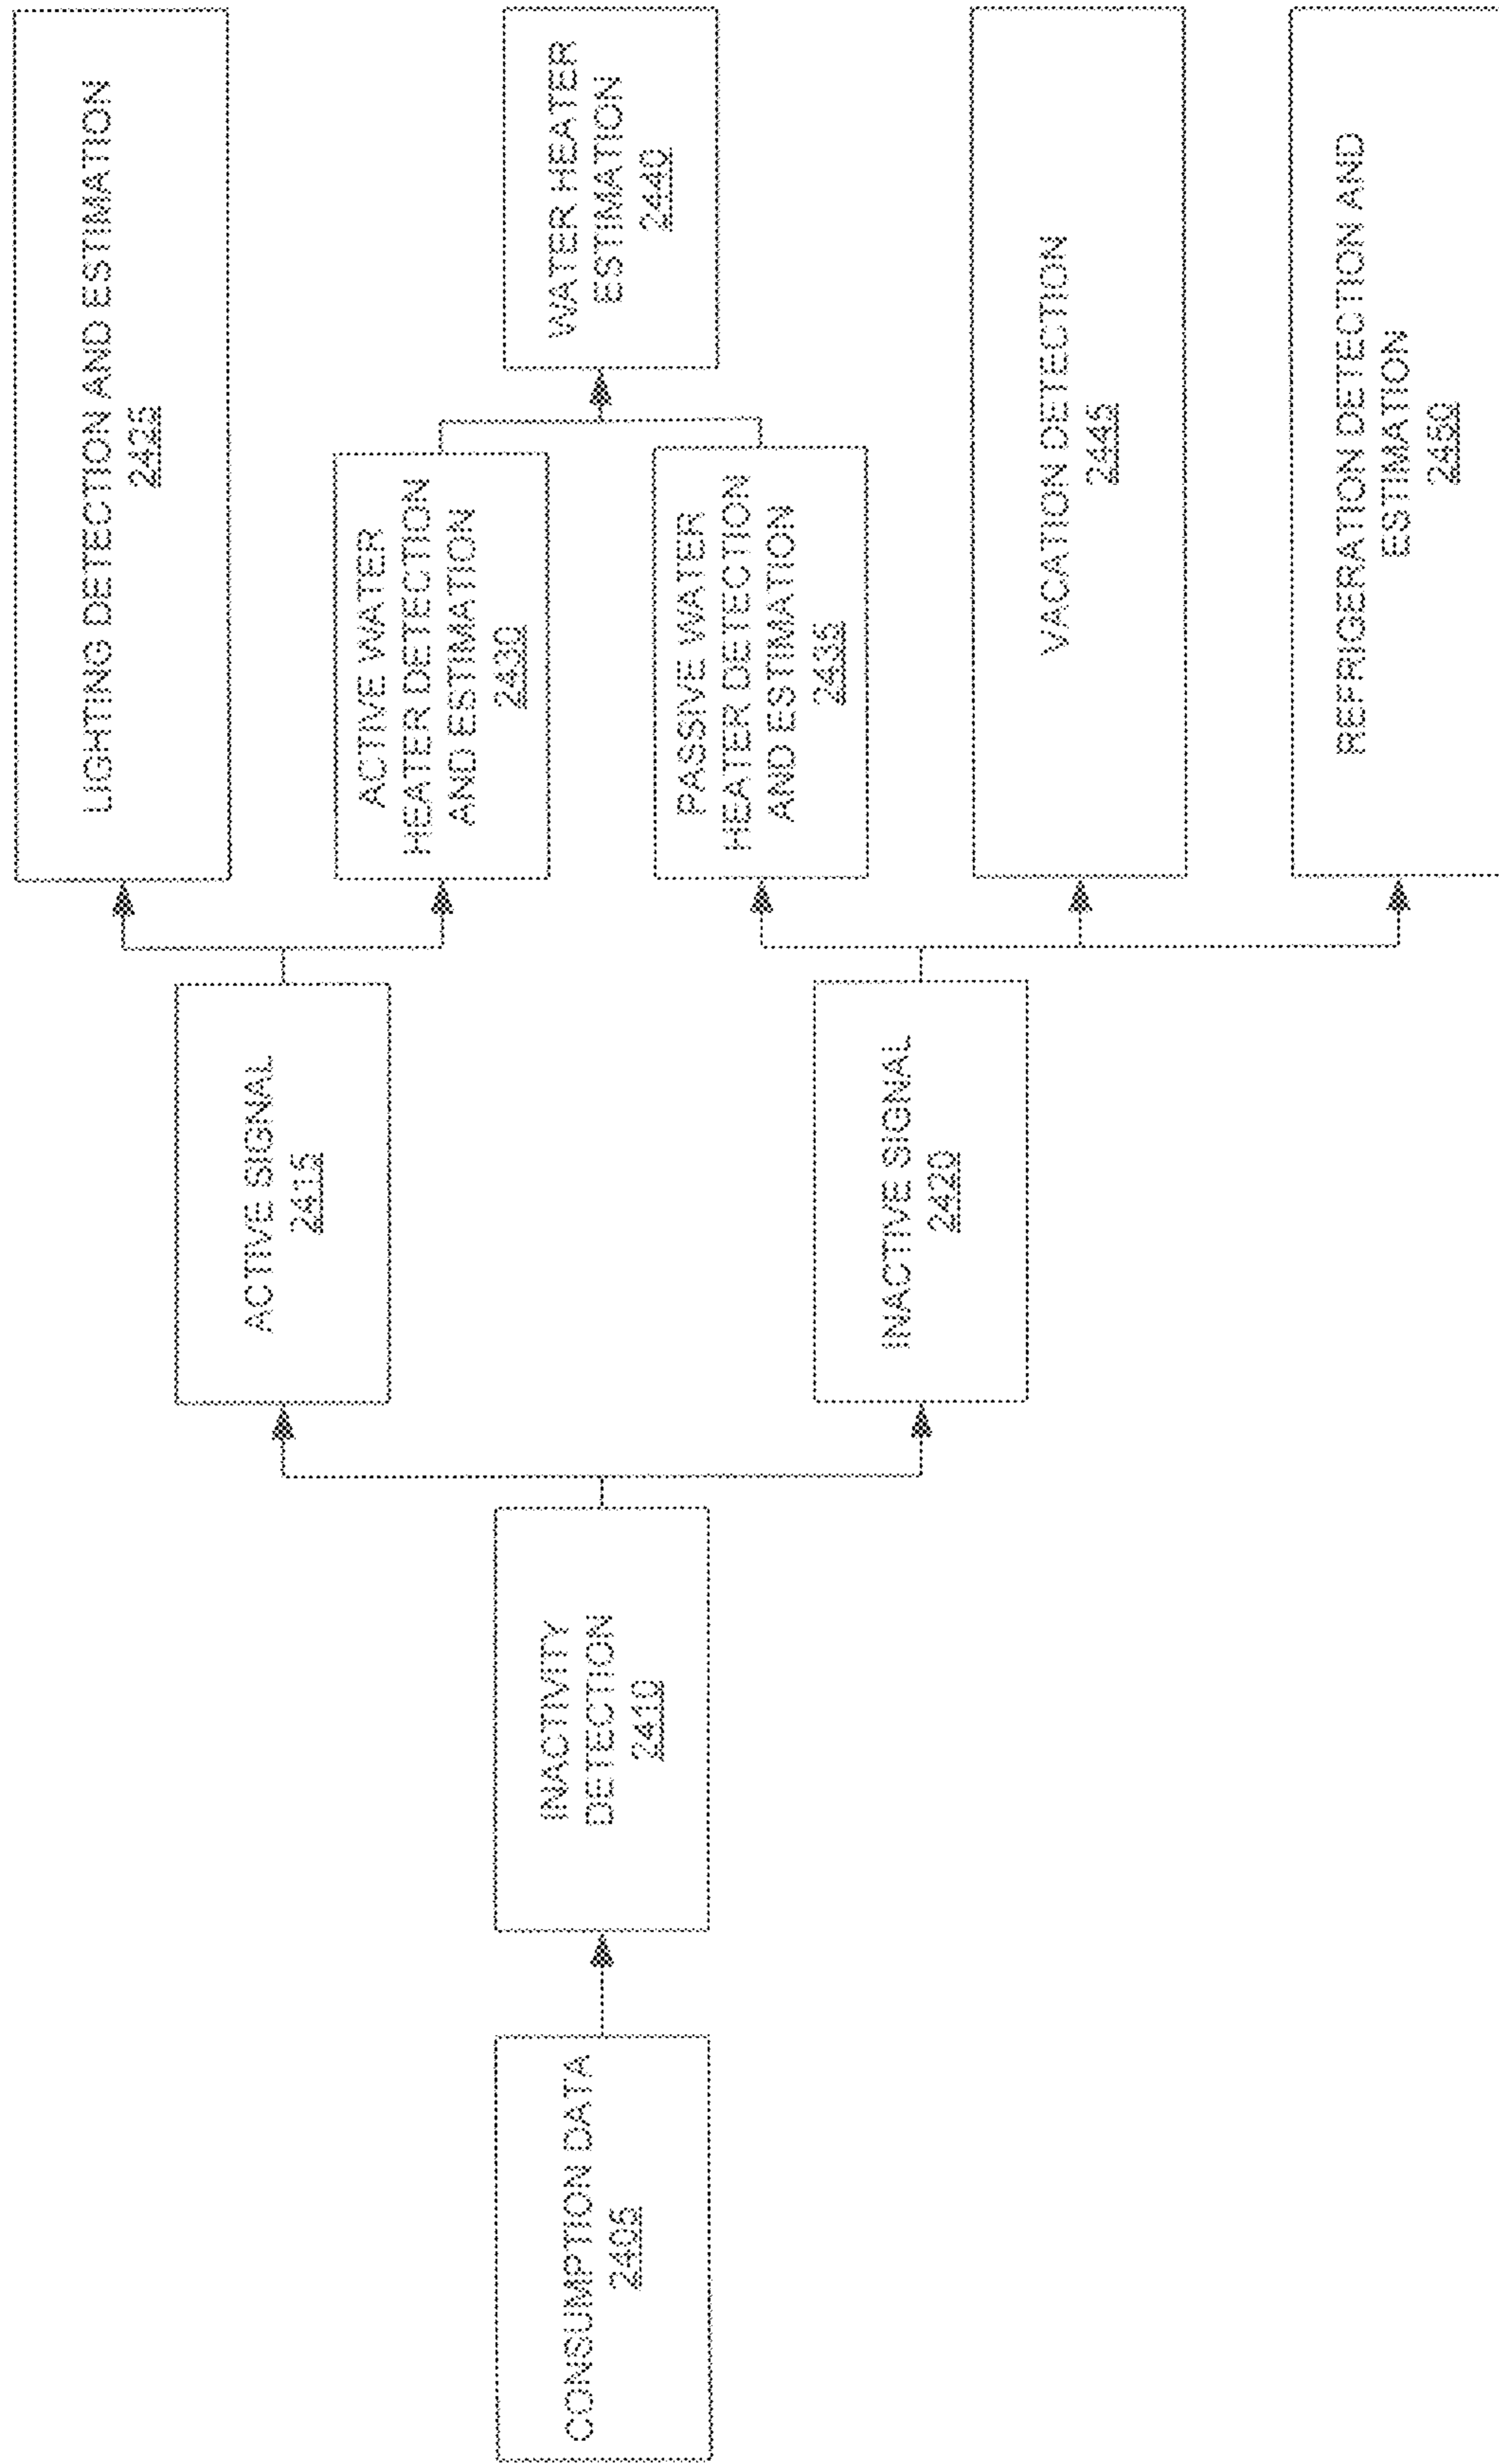 CONSUMPTION DATA
2405
INACTIVITY
DETECTION
2410
ACTIVE SIGNAL
2415
INACTIVE SIGNAL
2420
LIGHTING DETECTION AND ESTIMATION
2425
ACTIVE WATER
HEATER DETECTION
AND ESTIMATION
2430
PASSIVE WATER
HEATER DETECTION
AND ESTIMATION
2435
WATER HEATER
ESTIMATION
2440
VACATION DETECTION
2445
REFRIGERATION DETECTION AND
ESTIMATION
2450